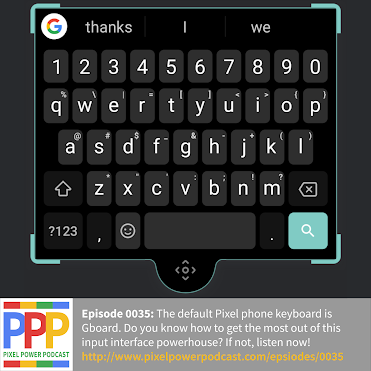 thanks I we
1 2 3 4 5 6 7 8 9 0
% \ | = [ ] < > { }
q w e r t y u i o p
@ # $ _ & - + ( )
a s d f g h j k l
* " ' : ; ! ?
z x c v b n m
?123 , .
PPP
PIXEL POWER PODCAST
Episode 0035: The default Pixel phone keyboard is
Gboard. Do you know how to get the most out of this
input interface powerhouse? If not, listen now!
http://www.pixelpowerpodcast.com/epsiodes/0035